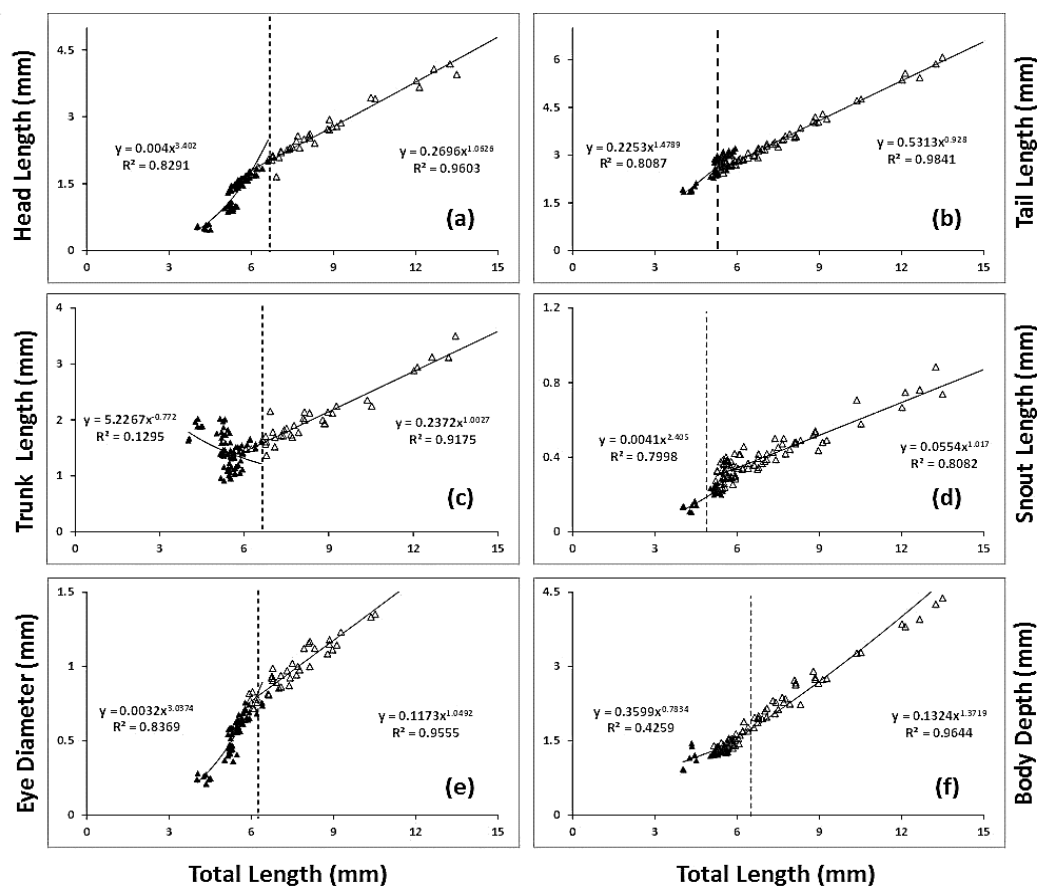 Head Length (mm)
4.5
3
1.5
0
y = 0.004x^3.402
R² = 0.8291
y = 0.2696x^1.0626
R² = 0.9603
(a)
0 3 6 9 12 15
Tail Length (mm)
6
4.5
3
1.5
0
y = 0.2253x^1.4789
R² = 0.8087
y = 0.5313x^0.928
R² = 0.9841
(b)
0 3 6 9 12 15
Trunk Length (mm)
4
3
2
1
0
y = 5.2267x^-0.772
R² = 0.1295
y = 0.2372x^1.0027
R² = 0.9175
(c)
0 3 6 9 12 15
Snout Length (mm)
1.2
0.8
0.4
0
y = 0.0041x^2.405
R² = 0.7998
y = 0.0554x^1.017
R² = 0.8082
(d)
0 3 6 9 12 15
Eye Diameter (mm)
1.5
1
0.5
0
y = 0.0032x^3.0374
R² = 0.8369
y = 0.1173x^1.0492
R² = 0.9555
(e)
0 3 6 9 12 15
Body Depth (mm)
4.5
3
1.5
0
y = 0.3599x^0.7834
R² = 0.4259
y = 0.1324x^1.3719
R² = 0.9644
(f)
0 3 6 9 12 15
Total Length (mm)
Total Length (mm)